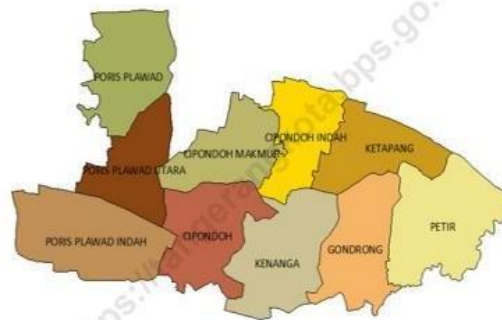 PORIS PLAWAD
CIPONDOH INDAH
CIPONDOH MAKMUR
KETAPANG
PORIS PLAWAD UTARA
PETIR
CIPONDOH
PORIS PLAWAD INDAH
GONDRONG
KENANGA